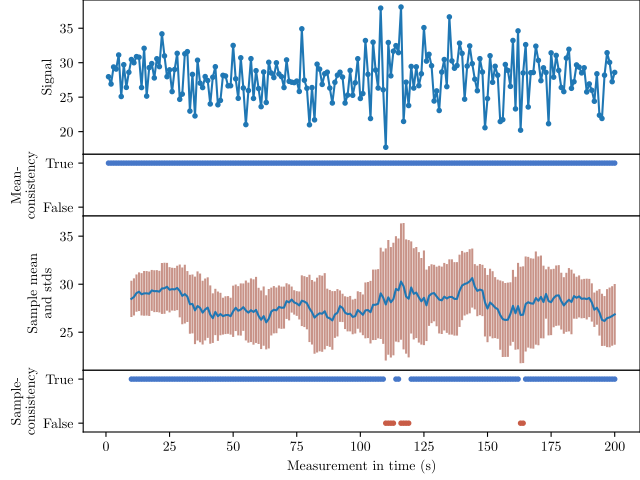 35
30
25
20
Signal
True
False
Mean-
consistency
35
30
25
Sample mean
and stds
True
False
Sample-
consistency
0 25 50 75 100 125 150 175 200
Measurement in time (s)